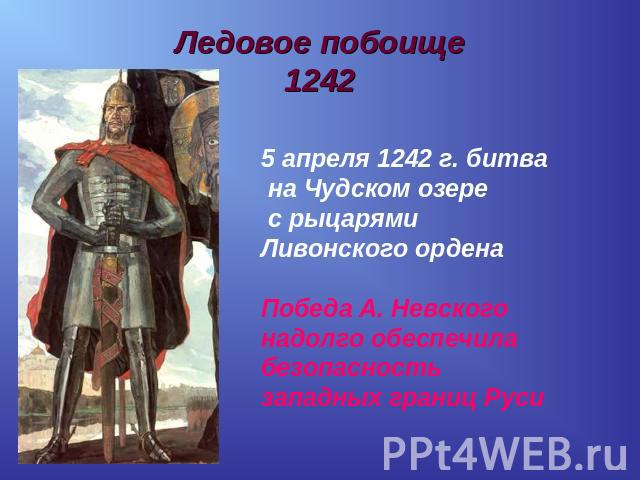 Ледовое побоище
1242
5 апреля 1242 г. битва
на Чудском озере
с рыцарями
Ливонского ордена
Победа А. Невского
надолго обеспечила
безопасность
западных границ Руси
PPt4WEB.ru